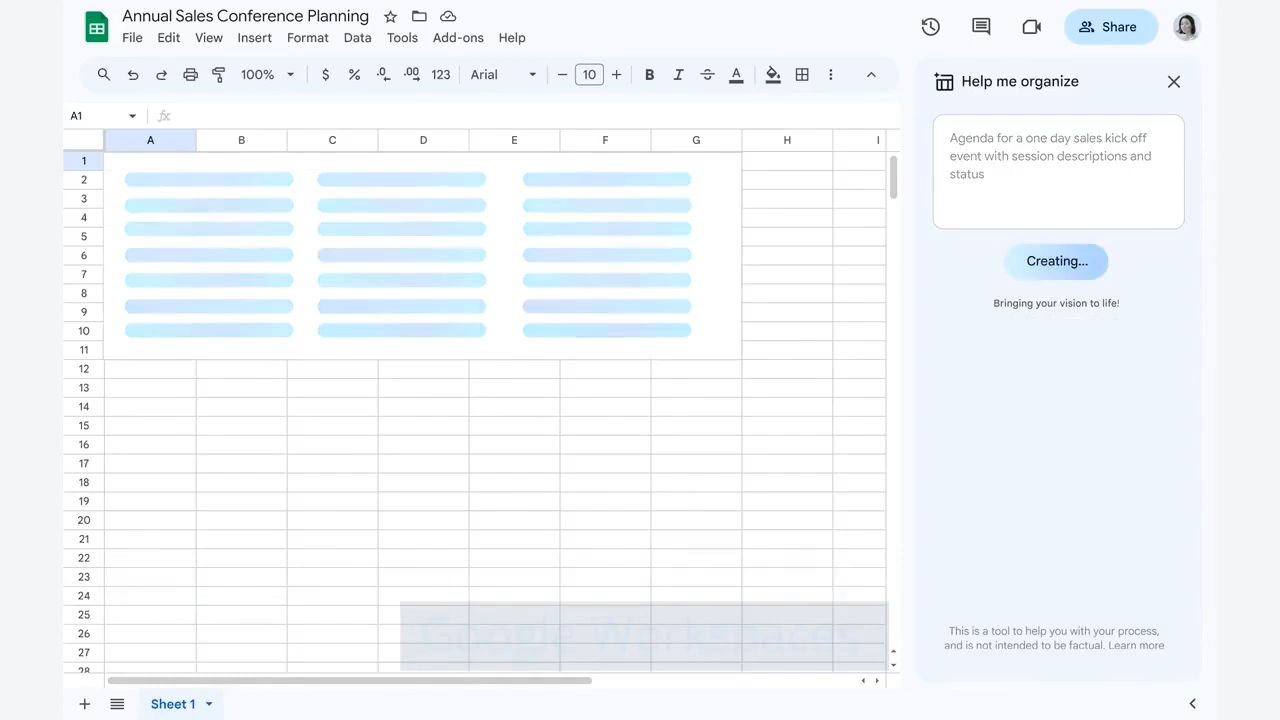 Annual Sales Conference Planning
File Edit View Insert Format Data Tools Add-ons Help
Share
100% $ % .0 .00 123 Arial 10 B I S A
Help me organize
A1 fx
A B C D E F G H I
Agenda for a one day sales kick off
event with session descriptions and
status
Creating...
Bringing your vision to life!
1
2
3
4
5
6
7
8
9
10
11
12
13
14
15
16
17
18
19
20
21
22
23
24
25
26
27
28
Google Workspace
This is a tool to help you with your process,
and is not intended to be factual. Learn more
Sheet 1